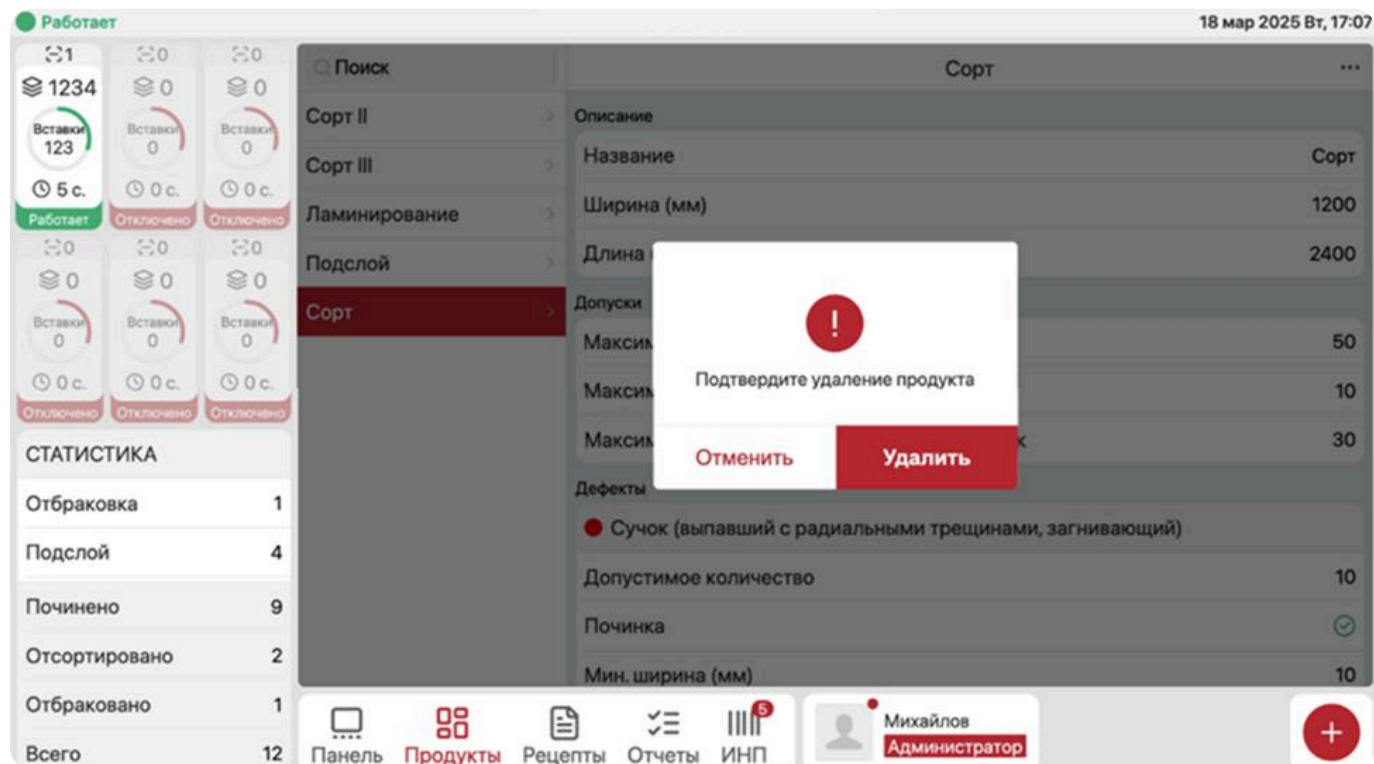 Работает
18 мар 2025 Вт, 17:07
1
0
0
1234
0
0
Вставки
123
Вставки
0
Вставки
0
5 с.
0 с.
0 с.
Работает
Отключено
Отключено
0
0
0
0
0
0
Вставки
0
Вставки
0
Вставки
0
0 с.
0 с.
0 с.
Отключено
Отключено
Отключено
СТАТИСТИКА
Отбраковка 1
Подслой 4
Починено 9
Отсортировано 2
Отбраковано 1
Всего 12
Поиск
Сорт II
Сорт III
Ламинирование
Подслой
Сорт
Сорт ...
Описание
Название Сорт
Ширина (мм) 1200
Длина 2400
Допуски
50
10
30
Подтвердите удаление продукта
Отменить Удалить
Дефекты
Сучок (выпавший с радиальными трещинами, загнивающий)
Допустимое количество 10
Починка
Мин. ширина (мм) 10
Панель
Продукты
Рецепты
Отчеты
5
ИНП
Михайлов
Администратор